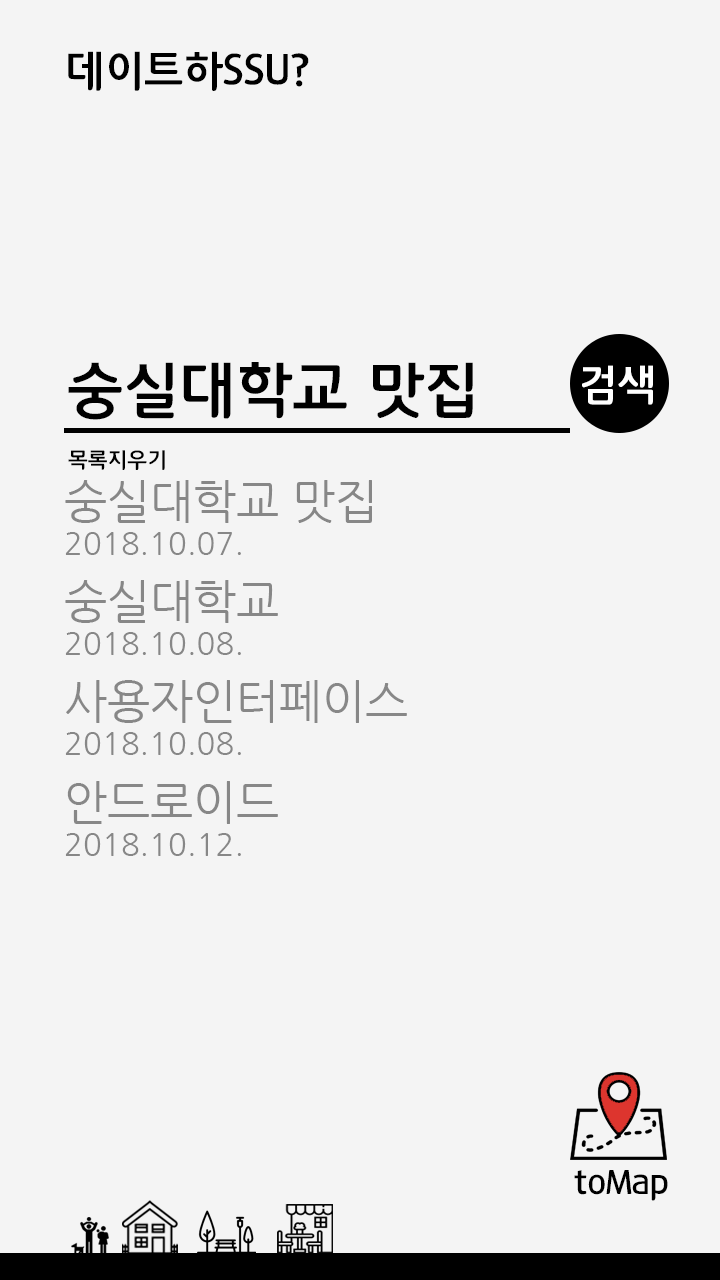 데이트하SSU?
숭실대학교 맛집
검색
목록지우기
숭실대학교 맛집
2018.10.07.
숭실대학교
2018.10.08.
사용자인터페이스
2018.10.08.
안드로이드
2018.10.12.
toMap